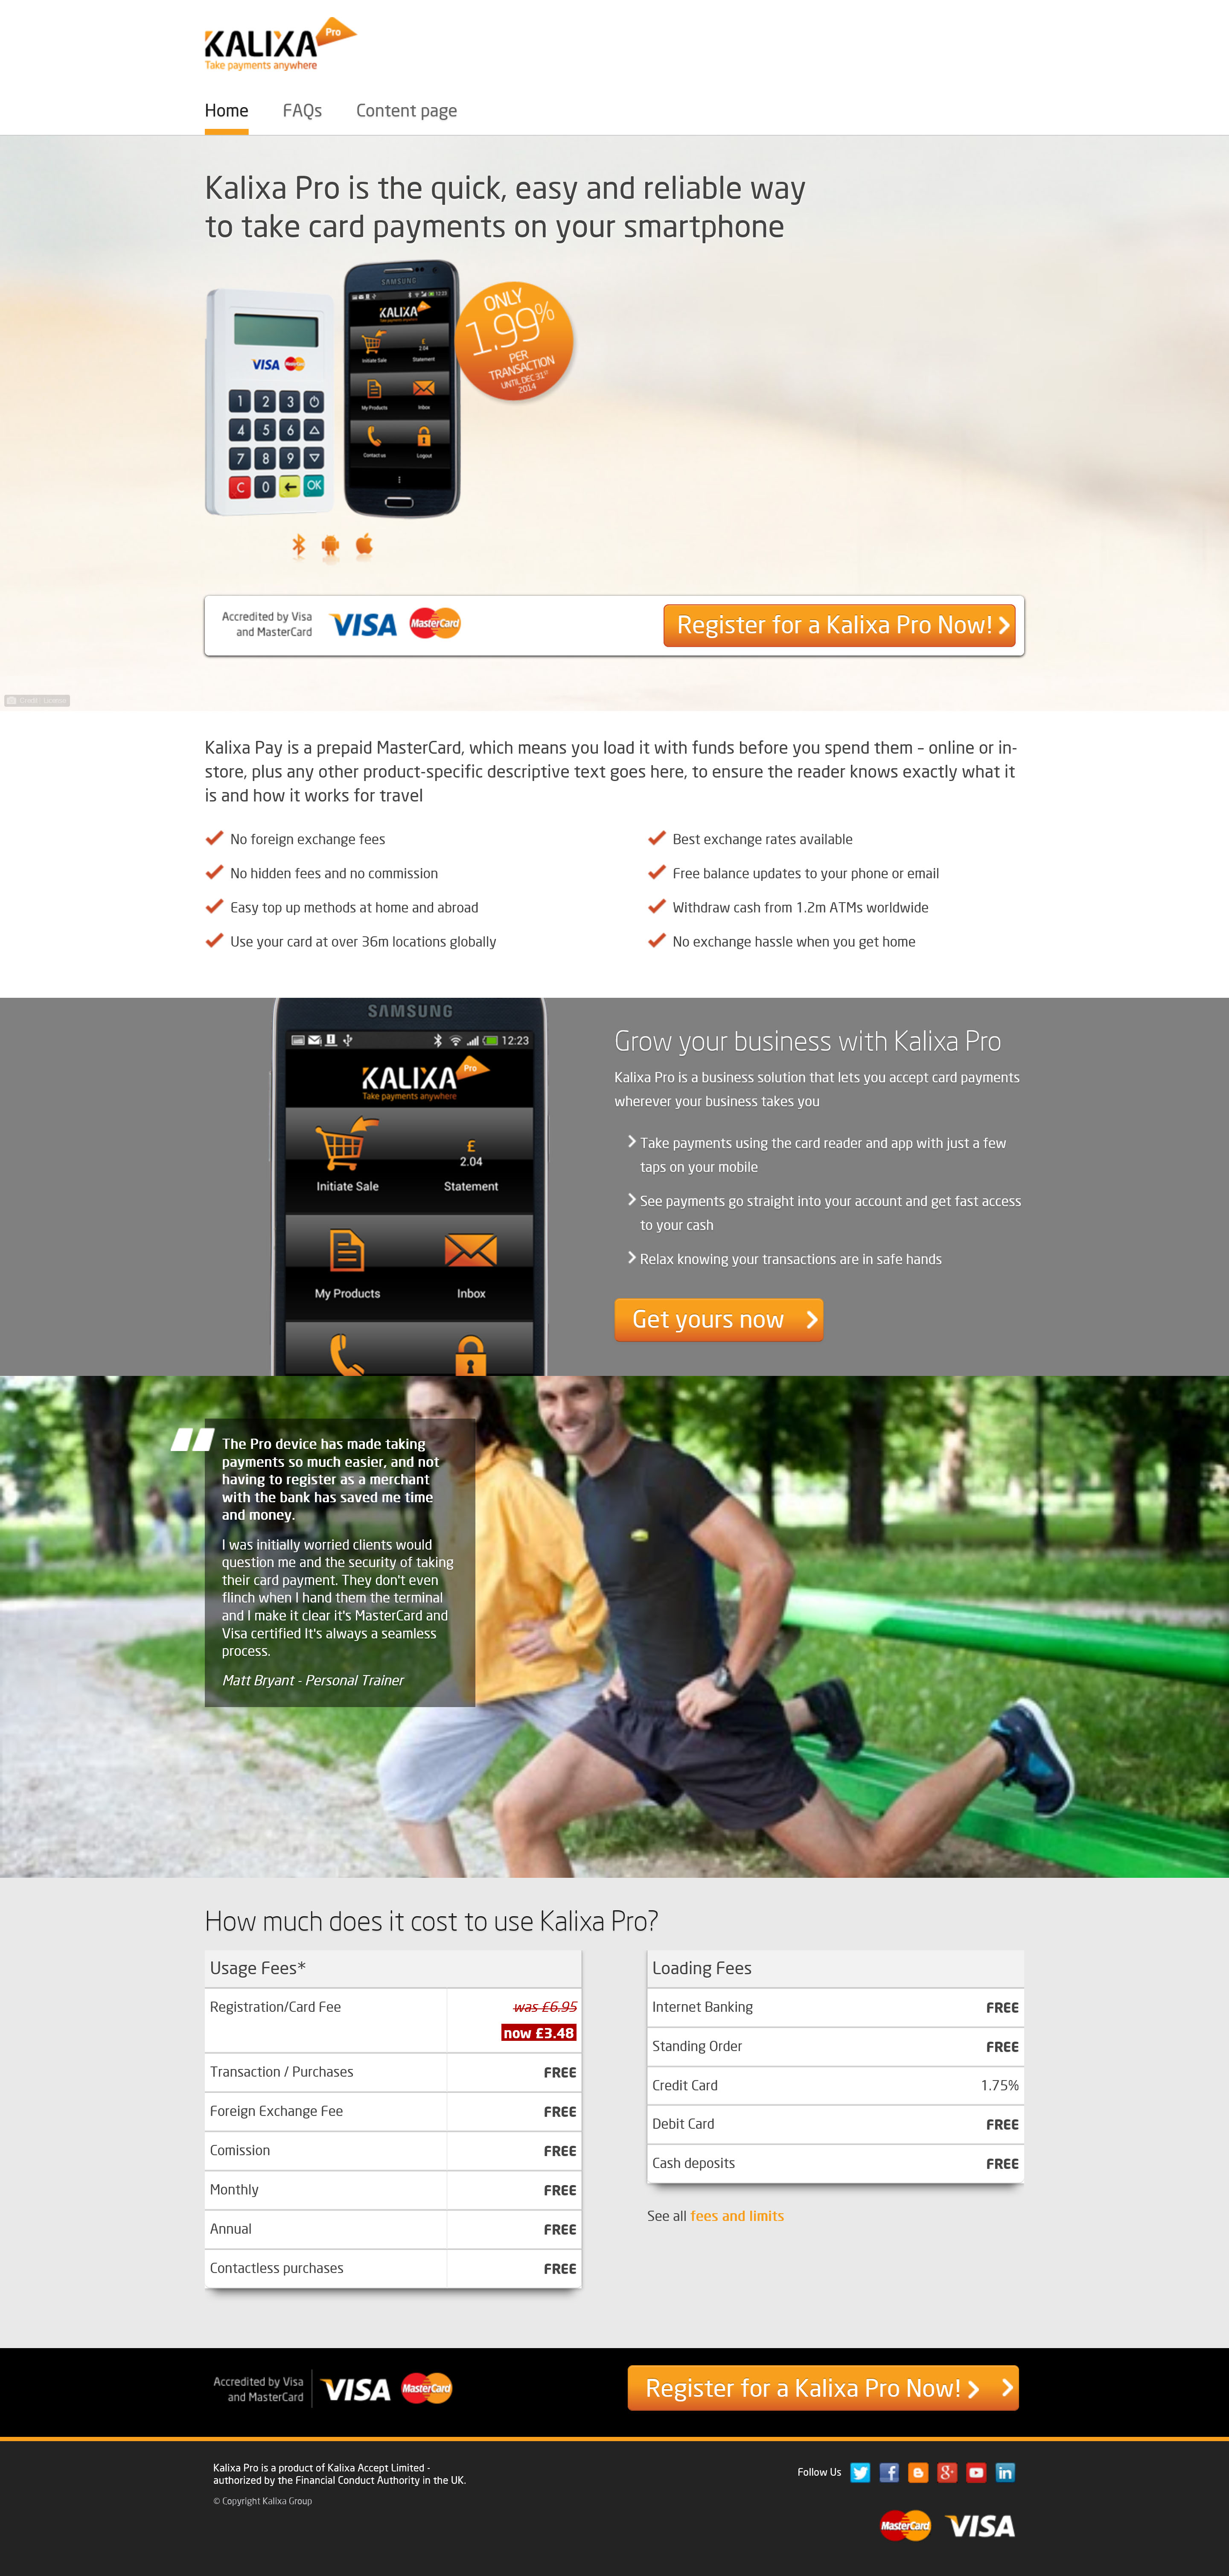 KALIXA Pro
Take payments anywhere
Home FAQs Content page
Kalixa Pro is the quick, easy and reliable way
to take card payments on your smartphone
SAMSUNG
12:23
KALIXA
Take payments anywhere
£
2.04
Initiate Sale Statement
My Products Inbox
Contact us Logout
VISA MasterCard
1 2 3
4 5 6
7 8 9
C 0 OK
ONLY
1.99%
PER
TRANSACTION
UNTIL DEC 31st
2014
Accredited by Visa
and MasterCard
VISA MasterCard
Register for a Kalixa Pro Now!
Credit - Licence
Kalixa Pay is a prepaid MasterCard, which means you load it with funds before you spend them – online or in-
store, plus any other product-specific descriptive text goes here, to ensure the reader knows exactly what it
is and how it works for travel
No foreign exchange fees
No hidden fees and no commission
Easy top up methods at home and abroad
Use your card at over 36m locations globally
Best exchange rates available
Free balance updates to your phone or email
Withdraw cash from 1.2m ATMs worldwide
No exchange hassle when you get home
SAMSUNG
12:23
KALIXA Pro
Take payments anywhere
£
2.04
Initiate Sale Statement
My Products Inbox
Grow your business with Kalixa Pro
Kalixa Pro is a business solution that lets you accept card payments
wherever your business takes you
Take payments using the card reader and app with just a few
taps on your mobile
See payments go straight into your account and get fast access
to your cash
Relax knowing your transactions are in safe hands
Get yours now
The Pro device has made taking
payments so much easier, and not
having to register as a merchant
with the bank has saved me time
and money.
I was initially worried clients would
question me and the security of taking
their card payment. They don't even
flinch when I hand them the terminal
and I make it clear it's MasterCard and
Visa certified It's always a seamless
process.
Matt Bryant - Personal Trainer
How much does it cost to use Kalixa Pro?
Usage Fees*
Registration/Card Fee was £6.95
now £3.48
Transaction / Purchases FREE
Foreign Exchange Fee FREE
Comission FREE
Monthly FREE
Annual FREE
Contactless purchases FREE
Loading Fees
Internet Banking FREE
Standing Order FREE
Credit Card 1.75%
Debit Card FREE
Cash deposits FREE
See all fees and limits
Accredited by Visa
and MasterCard
VISA MasterCard
Register for a Kalixa Pro Now!
Kalixa Pro is a product of Kalixa Accept Limited -
authorized by the Financial Conduct Authority in the UK.
© Copyright Kalixa Group
Follow Us
MasterCard VISA